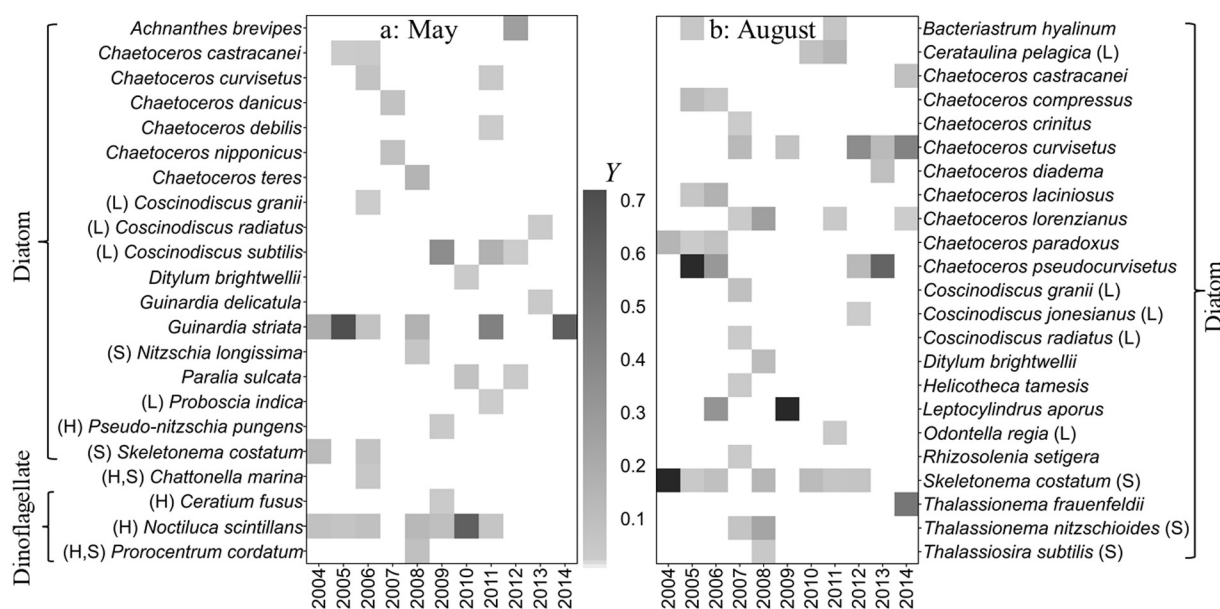 a: May
Achnanthes brevipes
Chaetoceros castracanei
Chaetoceros curvisetus
Chaetoceros danicus
Chaetoceros debilis
Chaetoceros nipponicus
Chaetoceros teres
(L) Coscinodiscus granii
(L) Coscinodiscus radiatus
(L) Coscinodiscus subtilis
Ditylum brightwellii
Guinardia delicatula
Guinardia striata
(S) Nitzschia longissima
Paralia sulcata
(L) Proboscia indica
(H) Pseudo-nitzschia pungens
(S) Skeletonema costatum
(H,S) Chattonella marina
(H) Ceratium fusus
(H) Noctiluca scintillans
(H,S) Prorocentrum cordatum
Diatom
Dinoflagellate
2004 2005 2006 2007 2008 2009 2010 2011 2012 2013 2014
Y
0.7
0.6
0.5
0.4
0.3
0.2
0.1
b: August
Bacteriastrum hyalinum
Cerataulina pelagica (L)
Chaetoceros castracanei
Chaetoceros compressus
Chaetoceros crinitus
Chaetoceros curvisetus
Chaetoceros diadema
Chaetoceros laciniosus
Chaetoceros lorenzianus
Chaetoceros paradoxus
Chaetoceros pseudocurvisetus
Coscinodiscus granii (L)
Coscinodiscus jonesianus (L)
Coscinodiscus radiatus (L)
Ditylum brightwellii
Helicotheca tamesis
Leptocylindrus aporus
Odontella regia (L)
Rhizosolenia setigera
Skeletonema costatum (S)
Thalassionema frauenfeldii
Thalassionema nitzschioides (S)
Thalassiosira subtilis (S)
Diatom
2004 2005 2006 2007 2008 2009 2010 2011 2012 2013 2014